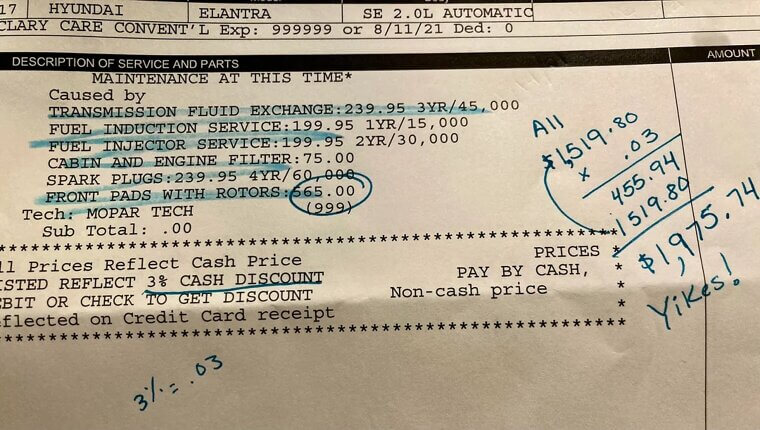 17 HYUNDAI ELANTRA SE 2.0L AUTOMATIC
CLARY CARE CONVENT'L Exp: 999999 or 8/11/21 Ded: 0
DESCRIPTION OF SERVICE AND PARTS AMOUNT
MAINTENANCE AT THIS TIME*
Caused by
TRANSMISSION FLUID EXCHANGE:239.95 3YR/45,000
FUEL INDUCTION SERVICE:199.95 1YR/15,000
FUEL INJECTOR SERVICE:199.95 2YR/30,000
CABIN AND ENGINE FILTER:75.00
SPARK PLUGS:239.95 4YR/60,000
FRONT PADS WITH ROTORS:565.00
Tech: MOPAR TECH (999)
Sub Total: .00
All
$1,519.80
x .03
455.94
1519.80
$1,975.74
Yikes!
*****************************************************
ll Prices Reflect Cash Price PRICES *
ISTED REFLECT 3% CASH DISCOUNT PAY BY CASH, *
EBIT OR CHECK TO GET DISCOUNT Non-cash price *
eflected on Credit Card receipt *
*****************************************************
3% = .03